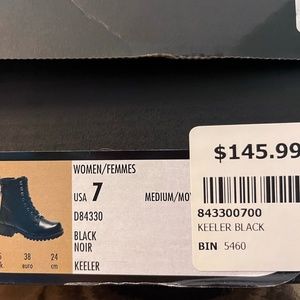 WOMEN/FEMMES
USA 7
MEDIUM/MO
D84330
BLACK
NOIR
KEELER
38 24
euro cm
$145.99
843300700
KEELER BLACK
BIN 5460